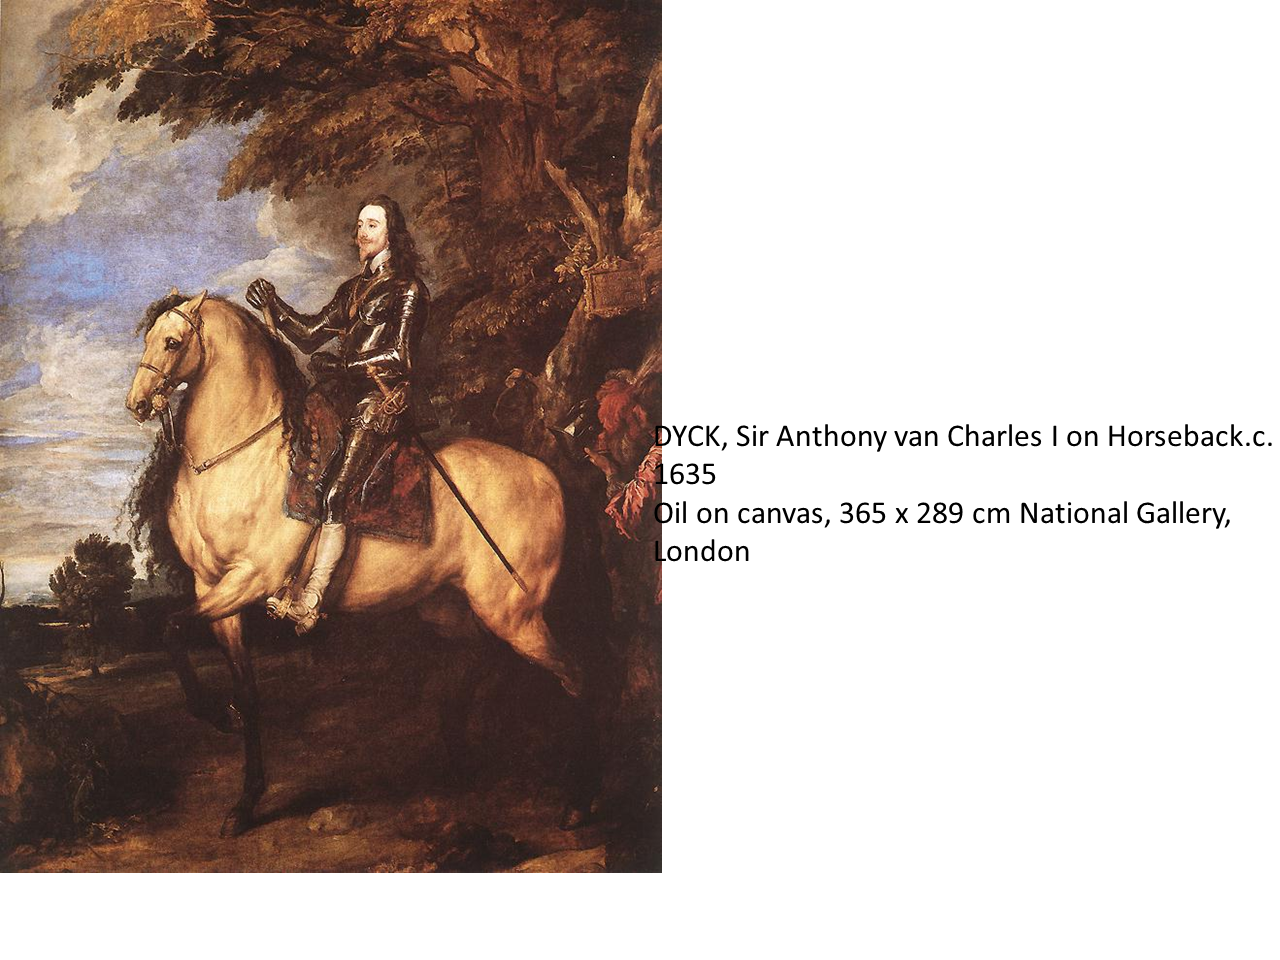 DYCK, Sir Anthony van Charles I on Horseback.c.
1635
Oil on canvas, 365 x 289 cm National Gallery,
London